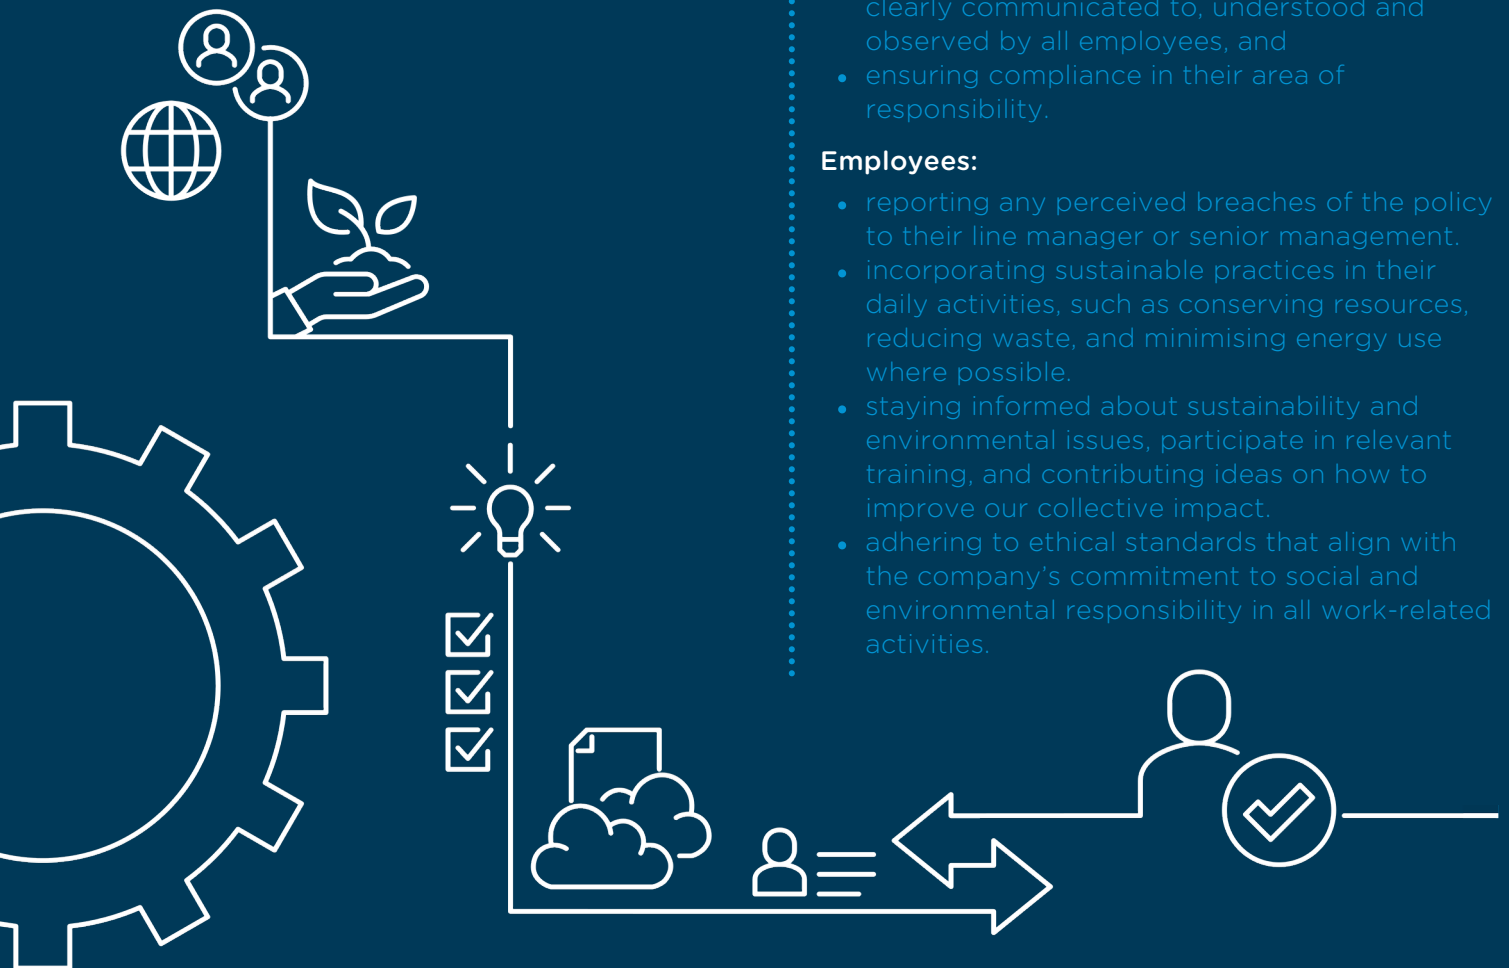 clearly communicated to, understood and
observed by all employees, and
• ensuring compliance in their area of
responsibility.
Employees:
• reporting any perceived breaches of the policy
to their line manager or senior management.
• incorporating sustainable practices in their
daily activities, such as conserving resources,
reducing waste, and minimising energy use
where possible.
• staying informed about sustainability and
environmental issues, participate in relevant
training, and contributing ideas on how to
improve our collective impact.
• adhering to ethical standards that align with
the company’s commitment to social and
environmental responsibility in all work-related
activities.